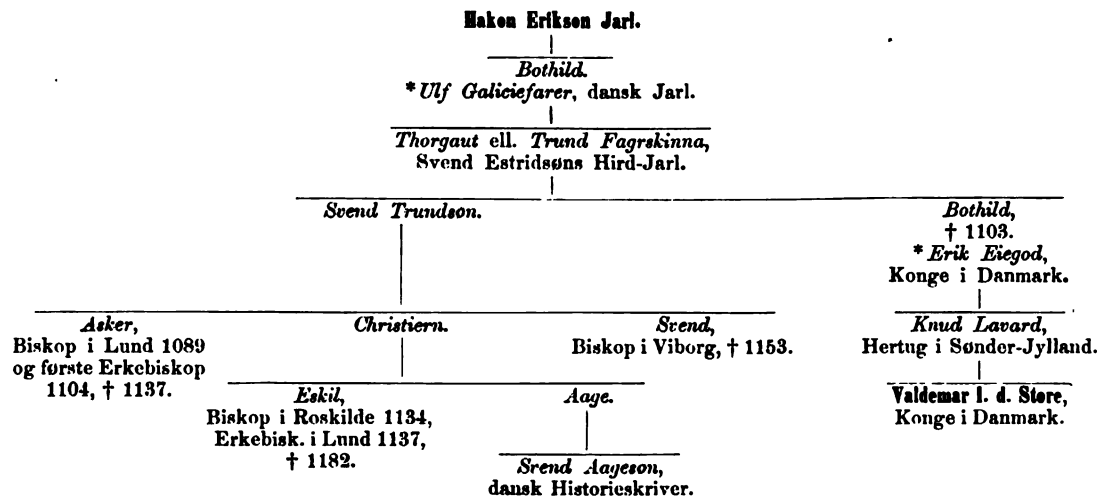 Hakon Erikson Jarl.
Bothild.
* Ulf Galiciefarer, dansk Jarl.
Thorgaut ell. Trund Fagrskinna,
Svend Estridsøns Hird-Jarl.
Svend Trundsøn.
Bothild,
† 1103.
* Erik Eiegod,
Konge i Danmark.
Asker,
Biskop i Lund 1089
og første Erkebiskop
1104, † 1137.
Christiern.
Svend,
Biskop i Viborg, † 1153.
Knud Lavard,
Hertug i Sønder-Jylland.
Eskil,
Biskop i Roskilde 1134,
Erkebisk. i Lund 1137,
† 1182.
Aage.
Valdemar I. d. Store,
Konge i Danmark.
Svend Aagesøn,
dansk Historieskriver.